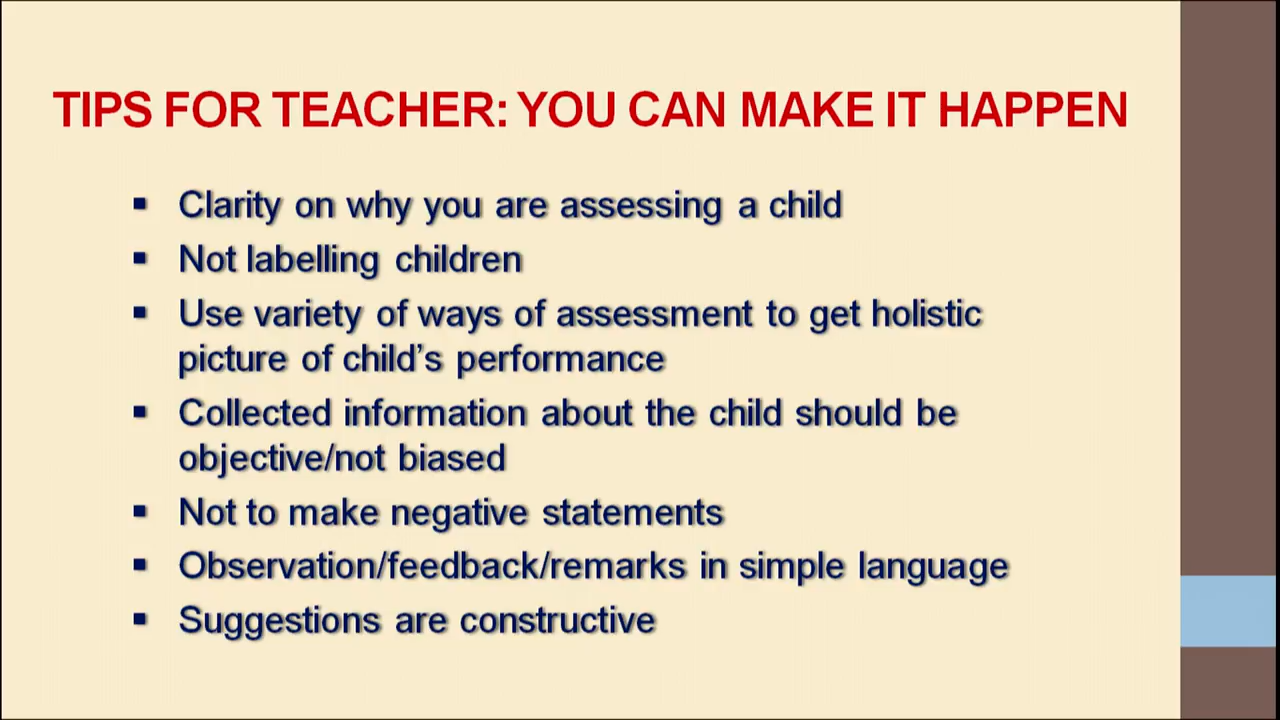 TIPS FOR TEACHER: YOU CAN MAKE IT HAPPEN
▪ Clarity on why you are assessing a child
▪ Not labelling children
▪ Use variety of ways of assessment to get holistic
picture of child’s performance
▪ Collected information about the child should be
objective/not biased
▪ Not to make negative statements
▪ Observation/feedback/remarks in simple language
▪ Suggestions are constructive